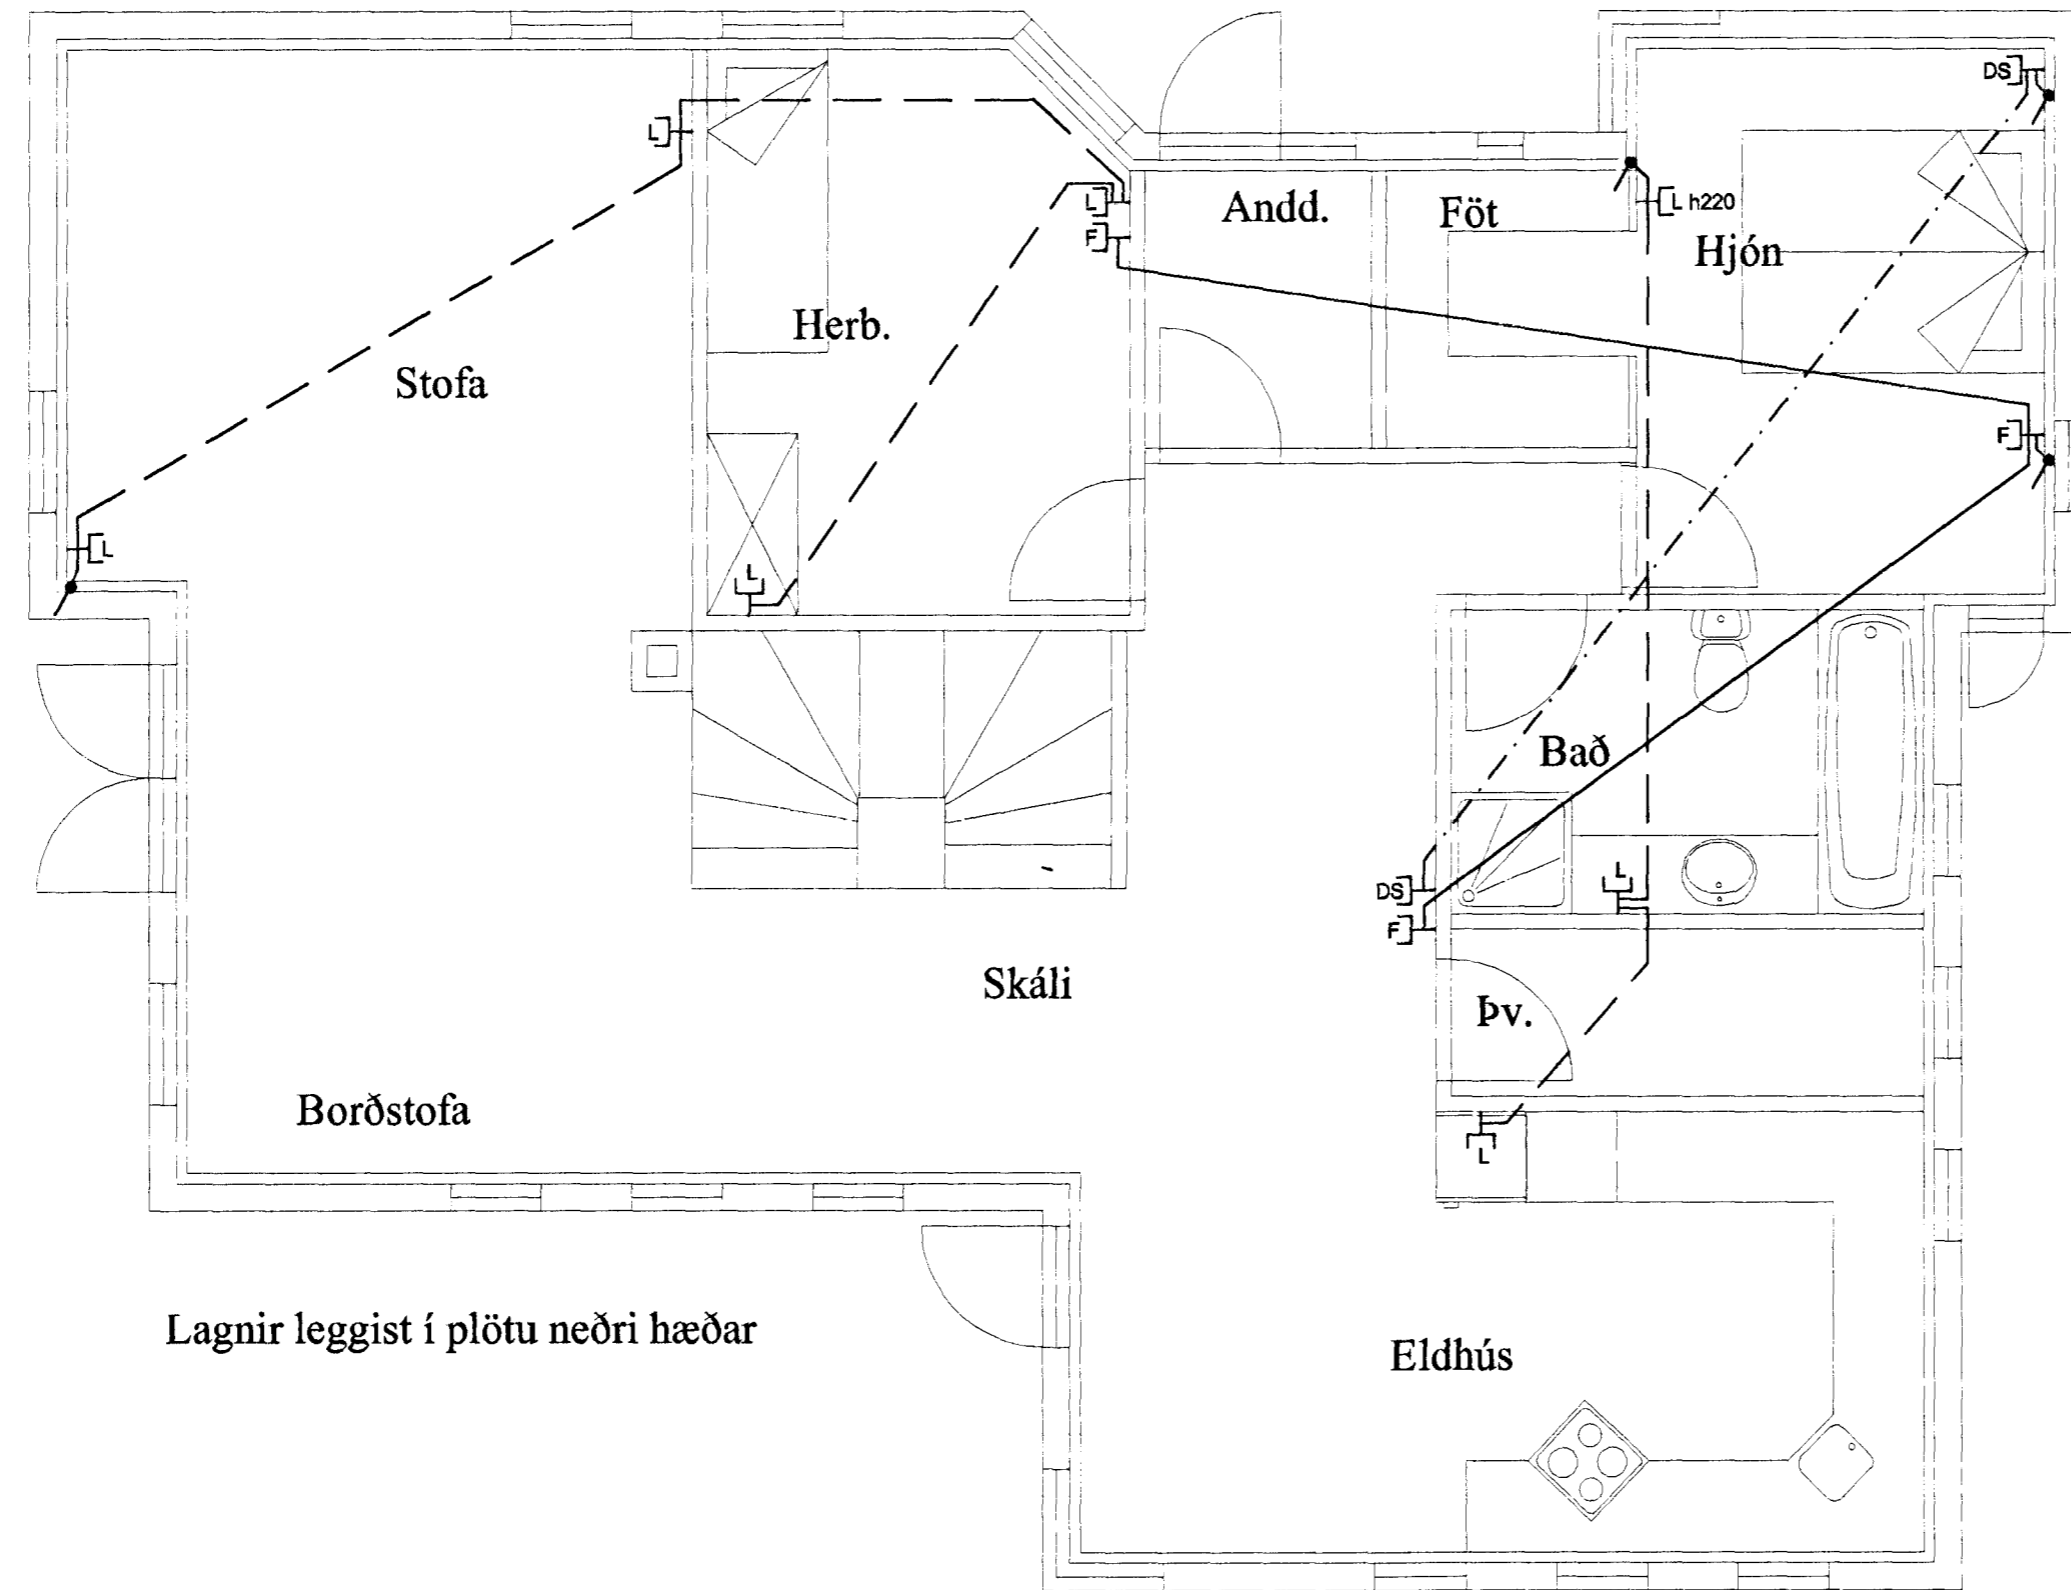 DS
L
L
F
Andd.
Föt
L h220
Hjón
Herb.
Stofa
F
L
L
Bað
DS
L
F
Skáli
Þv.
Borðstofa
L
Lagnir leggist í plötu neðri hæðar
Eldhús